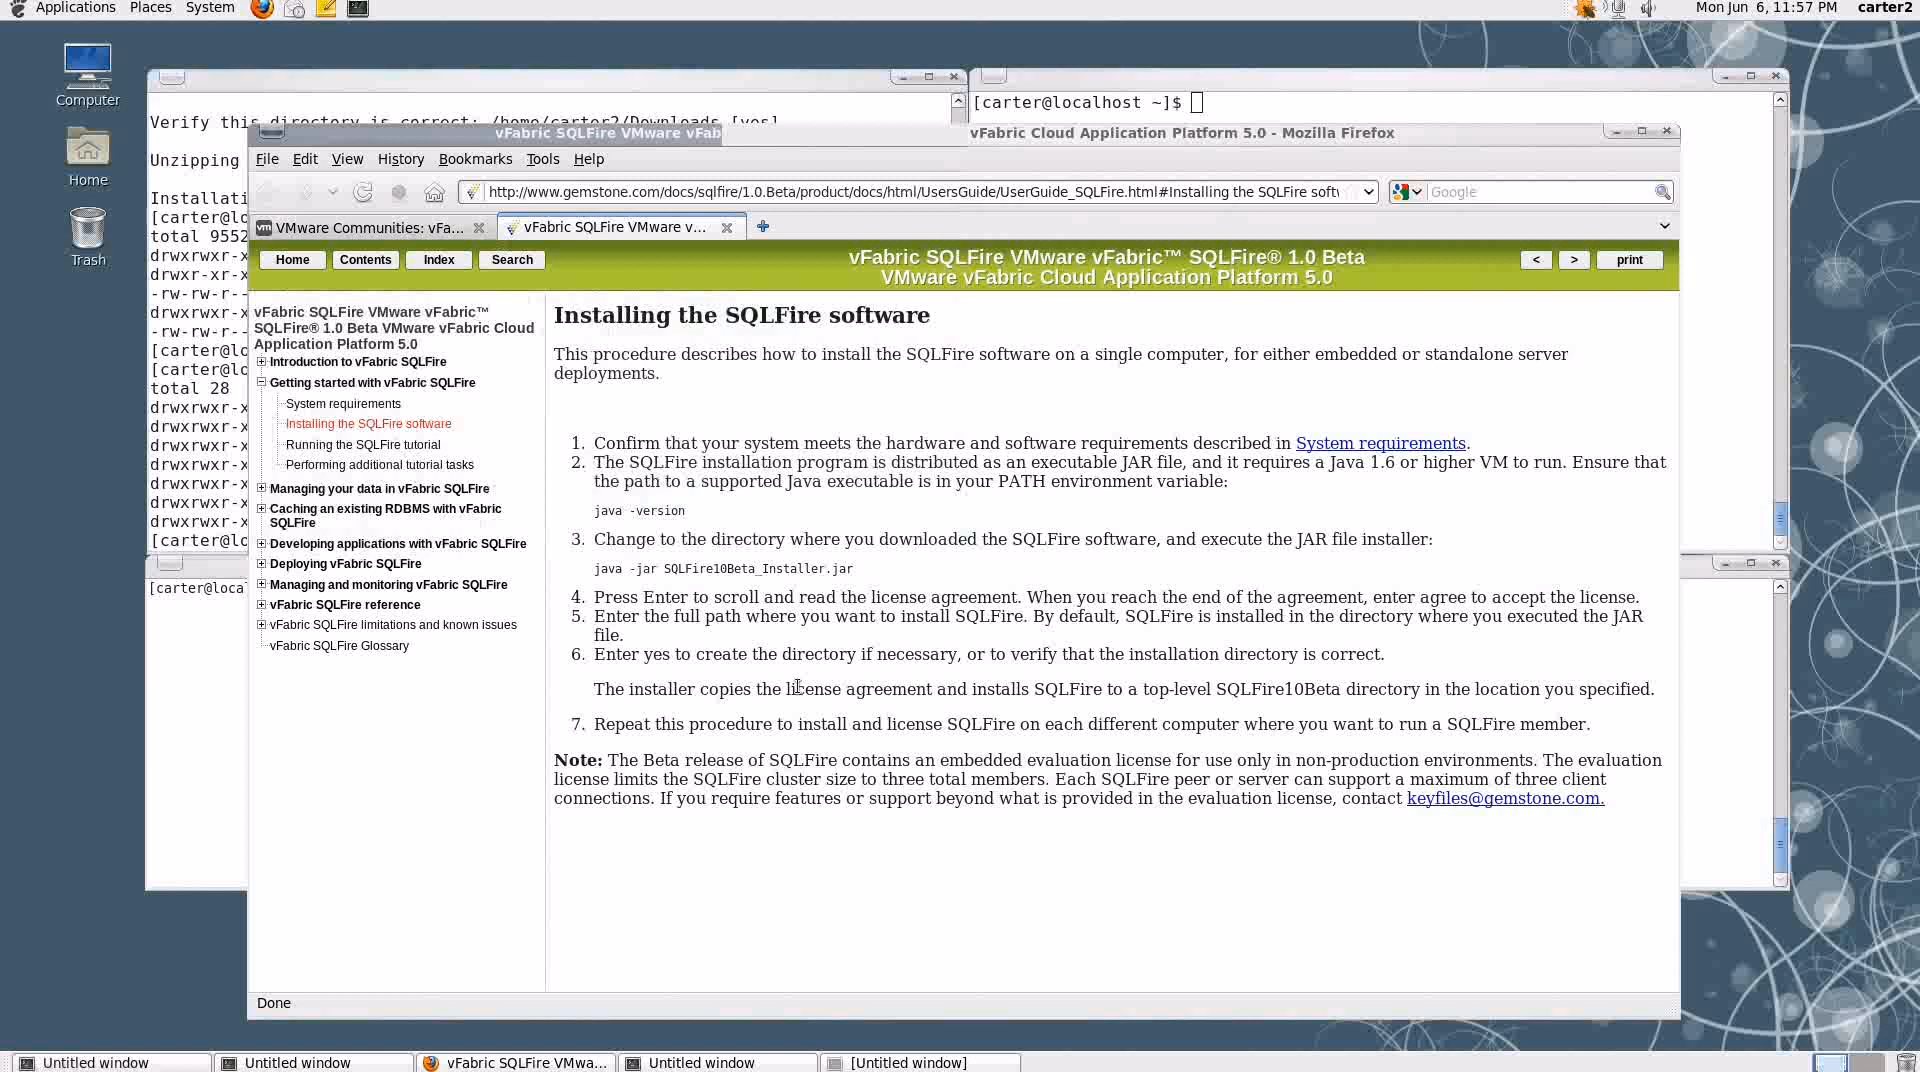 Applications Places System
Mon Jun 6, 11:57 PM carter2
Computer
Home
Trash
Verify this directory is correct: /home/carter2/Downloads [yes]
Unzipping
Installati
[carter@lo
total 9552
drwxrwxr-x
drwxr-xr-x
-rw-rw-r--
drwxrwxr-x
-rw-rw-r--
[carter@lo
[carter@lo
total 28
drwxrwxr-x
drwxrwxr-x
drwxrwxr-x
drwxrwxr-x
drwxrwxr-x
drwxrwxr-x
drwxrwxr-x
[carter@lo
[carter@localhost ~]$
[carter@loca
vFabric SQLFire VMware vFab
vFabric Cloud Application Platform 5.0 - Mozilla Firefox
File Edit View History Bookmarks Tools Help
http://www.gemstone.com/docs/sqlfire/1.0.Beta/product/docs/html/UsersGuide/UserGuide_SQLFire.html#Installing the SQLFire softw
Google
vm VMware Communities: vFa...
vFabric SQLFire VMware v...
Home Contents Index Search
vFabric SQLFire VMware vFabric™ SQLFire® 1.0 Beta
VMware vFabric Cloud Application Platform 5.0
< > print
vFabric SQLFire VMware vFabric™
SQLFire® 1.0 Beta VMware vFabric Cloud
Application Platform 5.0
Introduction to vFabric SQLFire
Getting started with vFabric SQLFire
System requirements
Installing the SQLFire software
Running the SQLFire tutorial
Performing additional tutorial tasks
Managing your data in vFabric SQLFire
Caching an existing RDBMS with vFabric
SQLFire
Developing applications with vFabric SQLFire
Deploying vFabric SQLFire
Managing and monitoring vFabric SQLFire
vFabric SQLFire reference
vFabric SQLFire limitations and known issues
vFabric SQLFire Glossary
Installing the SQLFire software
This procedure describes how to install the SQLFire software on a single computer, for either embedded or standalone server
deployments.
1. Confirm that your system meets the hardware and software requirements described in System requirements.
2. The SQLFire installation program is distributed as an executable JAR file, and it requires a Java 1.6 or higher VM to run. Ensure that
the path to a supported Java executable is in your PATH environment variable:
java -version
3. Change to the directory where you downloaded the SQLFire software, and execute the JAR file installer:
java -jar SQLFire10Beta_Installer.jar
4. Press Enter to scroll and read the license agreement. When you reach the end of the agreement, enter agree to accept the license.
5. Enter the full path where you want to install SQLFire. By default, SQLFire is installed in the directory where you executed the JAR
file.
6. Enter yes to create the directory if necessary, or to verify that the installation directory is correct.
The installer copies the license agreement and installs SQLFire to a top-level SQLFire10Beta directory in the location you specified.
7. Repeat this procedure to install and license SQLFire on each different computer where you want to run a SQLFire member.
Note: The Beta release of SQLFire contains an embedded evaluation license for use only in non-production environments. The evaluation
license limits the SQLFire cluster size to three total members. Each SQLFire peer or server can support a maximum of three client
connections. If you require features or support beyond what is provided in the evaluation license, contact keyfiles@gemstone.com.
Done
Untitled window
Untitled window
vFabric SQLFire VMwa...
Untitled window
[Untitled window]